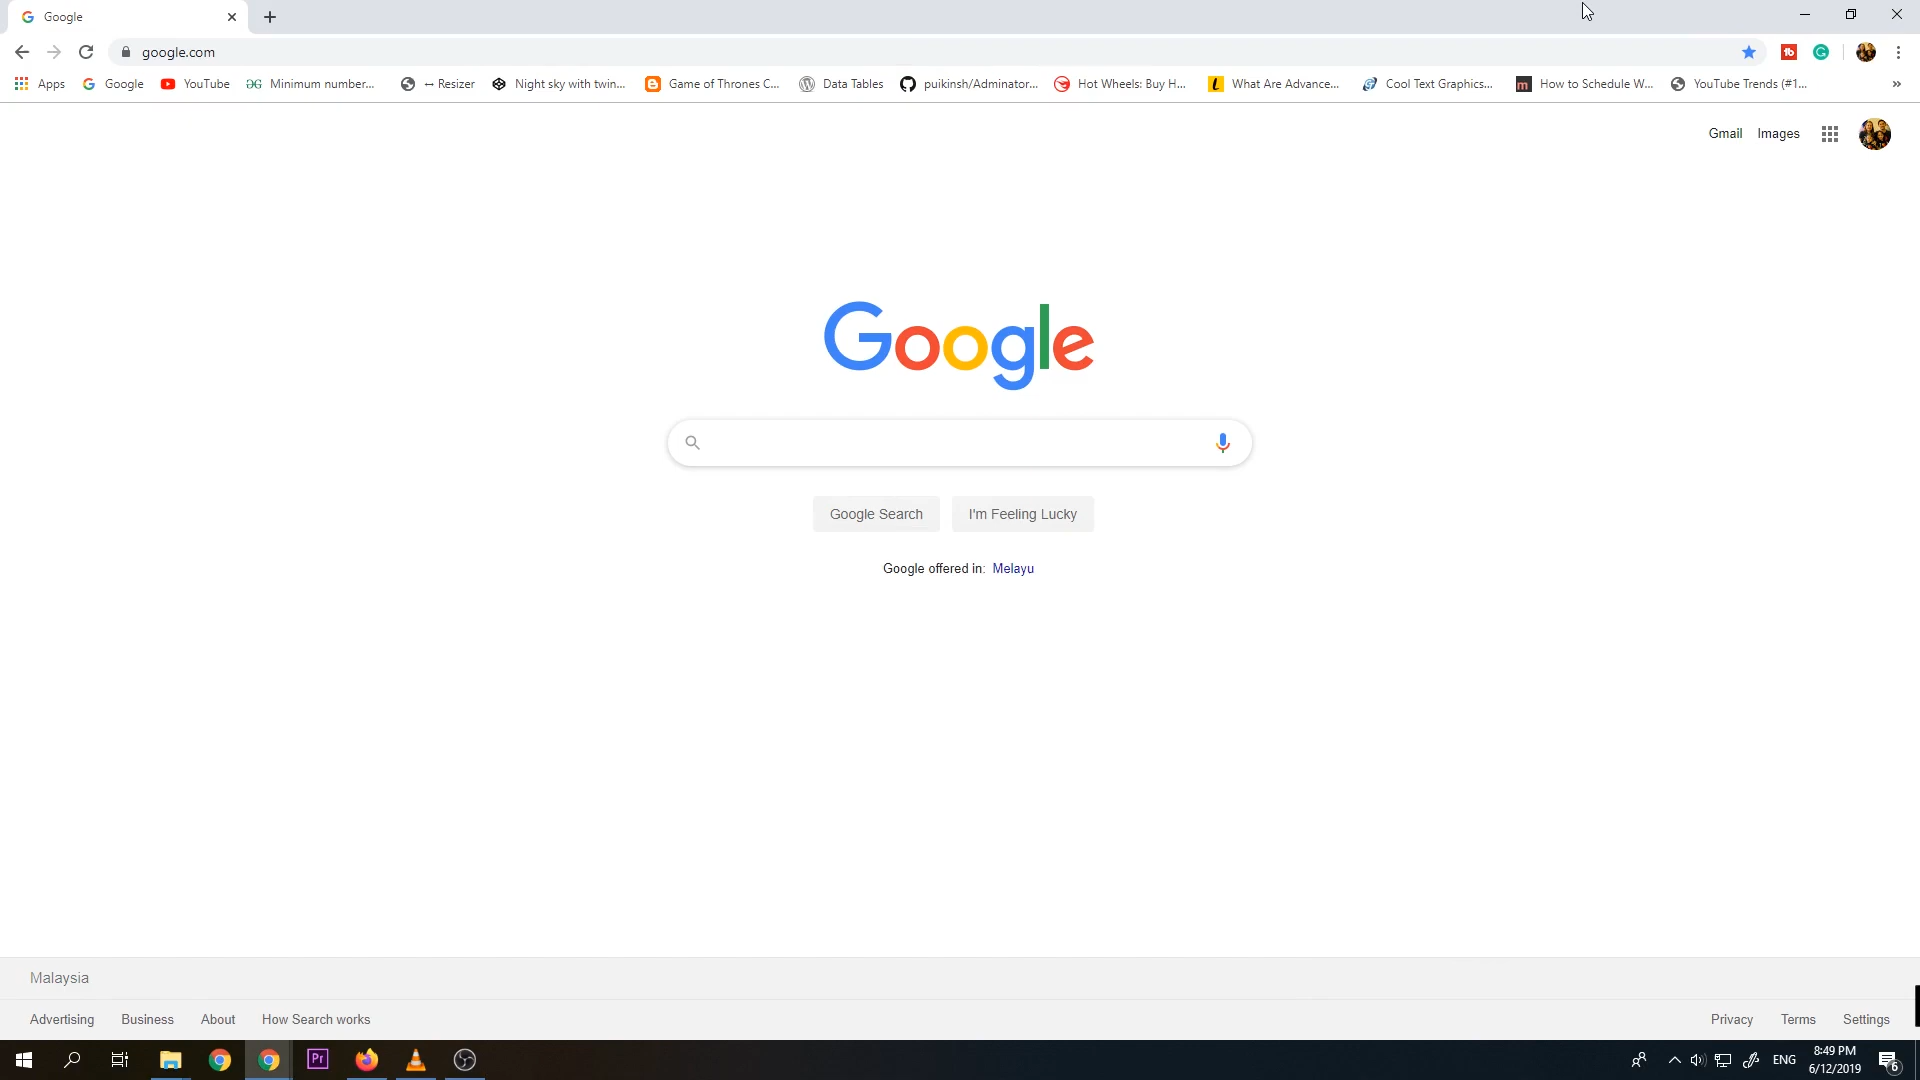 Google
google.com
Apps Google YouTube Minimum number... ↔ Resizer Night sky with twin... Game of Thrones C... Data Tables puikinsh/Adminator... Hot Wheels: Buy H... What Are Advance... Cool Text Graphics... How to Schedule W... YouTube Trends (#1... »
Gmail Images
Google
Google Search I'm Feeling Lucky
Google offered in: Melayu
Malaysia
Advertising Business About How Search works Privacy Terms Settings
Pr ENG 8:49 PM
6/12/2019 6